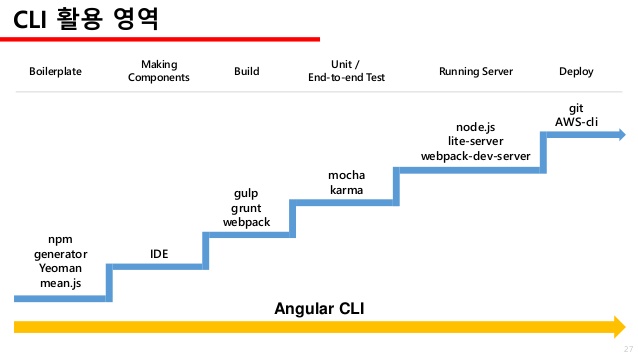 CLI 활용 영역
Boilerplate
Making
Components
Build
Unit /
End-to-end Test
Running Server
Deploy
git
AWS-cli
node.js
lite-server
webpack-dev-server
mocha
karma
gulp
grunt
webpack
IDE
npm
generator
Yeoman
mean.js
Angular CLI
27